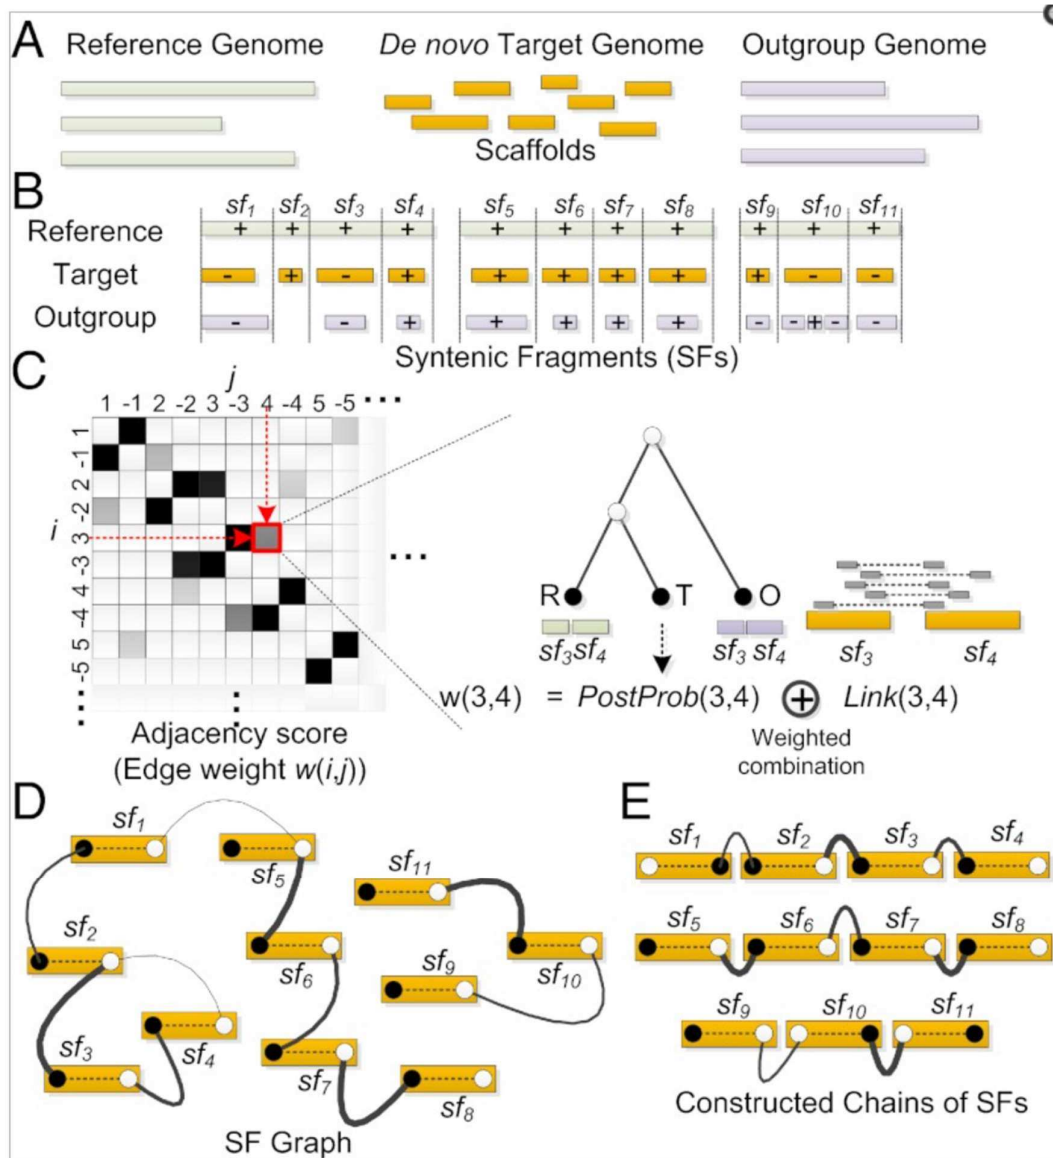 A
Reference Genome
De novo Target Genome
Outgroup Genome
Scaffolds
B
sf1 sf2 sf3 sf4 sf5 sf6 sf7 sf8 sf9 sf10 sf11
Reference + + + + + + + + + + +
Target - + - + + + + + + - -
Outgroup - - + + + + + - - + - -
Syntenic Fragments (SFs)
C
j
1 -1 2 -2 3 -3 4 -4 5 -5 ...
i
1
-1
2
-2
3
-3
4
-4
5
-5
...
...
...
Adjacency score
(Edge weight w(i,j))
R T O
sf3 sf4 sf3 sf4 sf3 sf4
w(3,4) = PostProb(3,4) + Link(3,4)
Weighted
combination
D
sf1
sf5
sf11
sf2
sf6
sf9
sf10
sf3
sf4
sf7
sf8
SF Graph
E
sf1 sf2 sf3 sf4
sf5 sf6 sf7 sf8
sf9 sf10 sf11
Constructed Chains of SFs